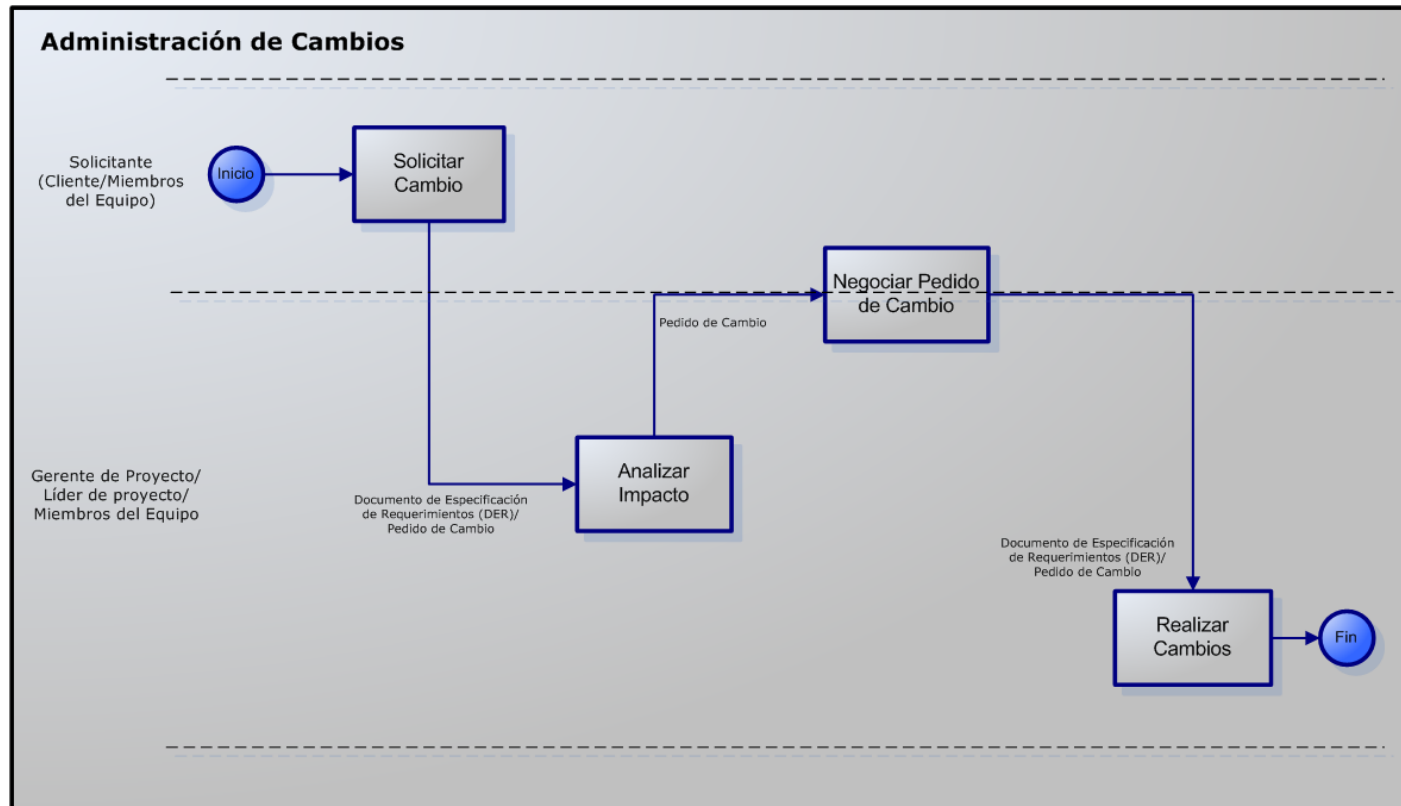 Administración de Cambios
Solicitante
(Cliente/Miembros
del Equipo)
Inicio
Solicitar
Cambio
Negociar Pedido
de Cambio
Pedido de Cambio
Gerente de Proyecto/
Líder de proyecto/
Miembros del Equipo
Analizar
Impacto
Documento de Especificación
de Requerimientos (DER)/
Pedido de Cambio
Documento de Especificación
de Requerimientos (DER)/
Pedido de Cambio
Realizar
Cambios
Fin